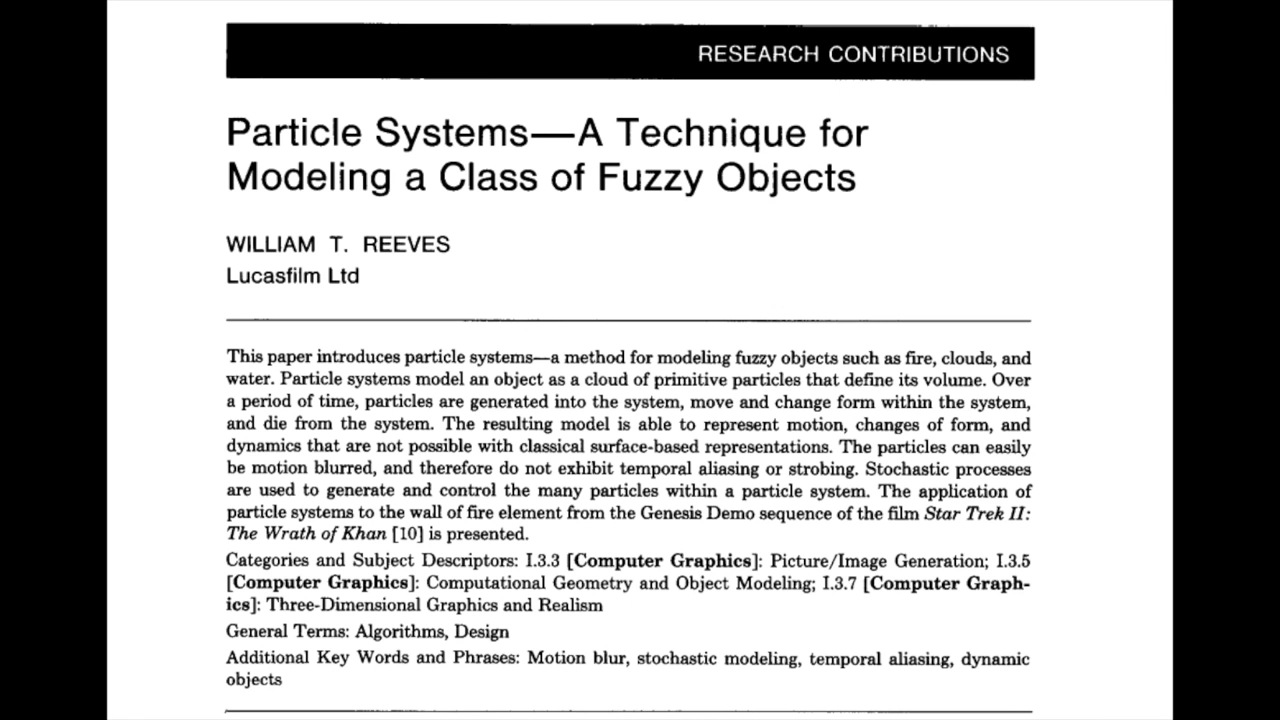 RESEARCH CONTRIBUTIONS
Particle Systems—A Technique for
Modeling a Class of Fuzzy Objects
WILLIAM T. REEVES
Lucasfilm Ltd
This paper introduces particle systems—a method for modeling fuzzy objects such as fire, clouds, and
water. Particle systems model an object as a cloud of primitive particles that define its volume. Over
a period of time, particles are generated into the system, move and change form within the system,
and die from the system. The resulting model is able to represent motion, changes of form, and
dynamics that are not possible with classical surface-based representations. The particles can easily
be motion blurred, and therefore do not exhibit temporal aliasing or strobing. Stochastic processes
are used to generate and control the many particles within a particle system. The application of
particle systems to the wall of fire element from the Genesis Demo sequence of the film Star Trek II:
The Wrath of Khan [10] is presented.
Categories and Subject Descriptors: I.3.3 [Computer Graphics]: Picture/Image Generation; I.3.5
[Computer Graphics]: Computational Geometry and Object Modeling; I.3.7 [Computer Graph-
ics]: Three-Dimensional Graphics and Realism
General Terms: Algorithms, Design
Additional Key Words and Phrases: Motion blur, stochastic modeling, temporal aliasing, dynamic
objects